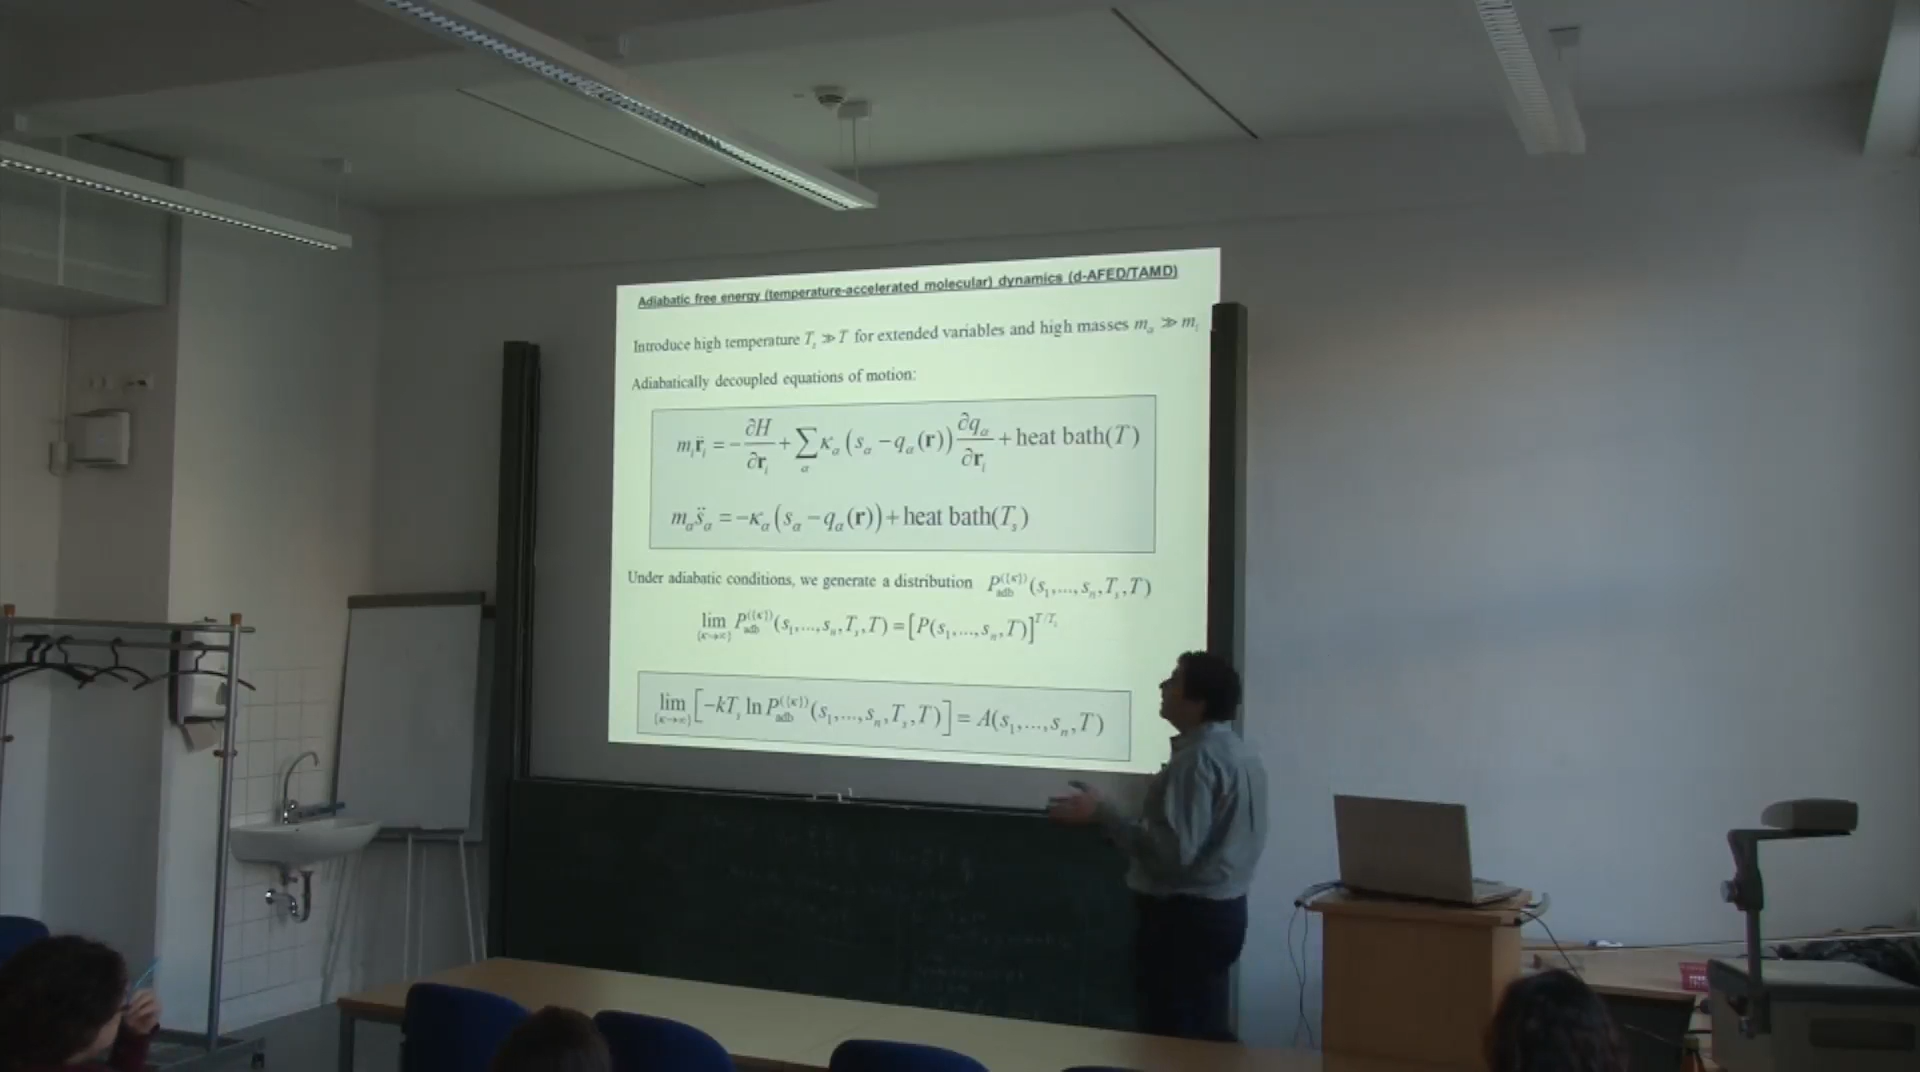 Adiabatic free energy (temperature-accelerated molecular) dynamics (d-AFED/TAMD)
Introduce high temperature T_s ≫ T for extended variables and high masses m_α ≫ m_i
Adiabatically decoupled equations of motion:
m_i r̈_i = −∂H/∂r_i + ∑_α κ_α (s_α − q_α(r)) ∂q_α/∂r_i + heat bath(T)
m_α s̈_α = −κ_α (s_α − q_α(r)) + heat bath(T_s)
Under adiabatic conditions, we generate a distribution P_adb^({κ})(s_1,...,s_n,T_s,T)
lim_{κ→∞} P_adb^({κ})(s_1,...,s_n,T_s,T) = [P(s_1,...,s_n,T)]^(T/T_s)
lim_{κ→∞} [−kT_s ln P_adb^({κ})(s_1,...,s_n,T_s,T)] = A(s_1,...,s_n,T)